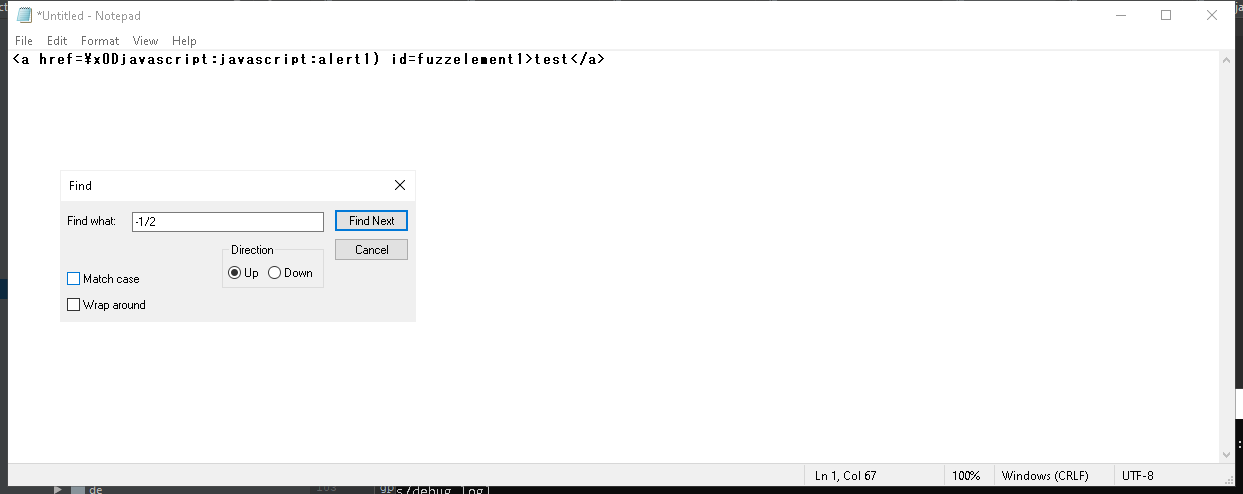 *Untitled - Notepad
File Edit Format View Help
<a href=¥x0Djavascript:javascript:alert1) id=fuzzelement1>test</a>
Find
Find what: -1/2 Find Next
Direction Cancel
Up Down
Match case
Wrap around
Ln 1, Col 67 100% Windows (CRLF) UTF-8
de
s/debug.log]